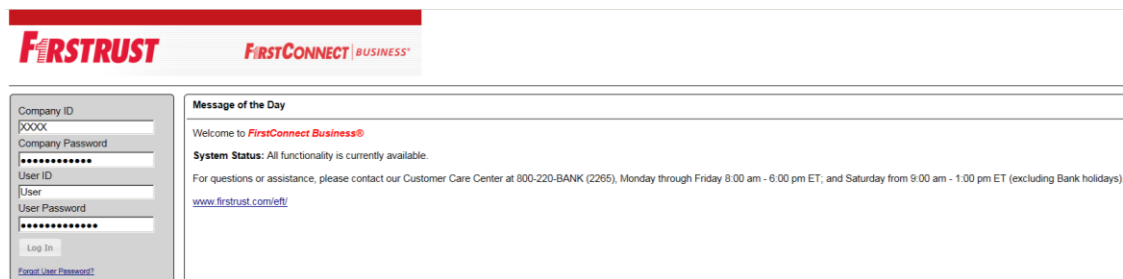 FIRSTRUST
FIRSTCONNECT | BUSINESS®
Company ID
XXXX
Company Password
●●●●●●●●●●●●
User ID
User
User Password
●●●●●●●●●●●●●
Log In
Forgot User Password?
Message of the Day
Welcome to FirstConnect Business®
System Status: All functionality is currently available.
For questions or assistance, please contact our Customer Care Center at 800-220-BANK (2265), Monday through Friday 8:00 am - 6:00 pm ET; and Saturday from 9:00 am - 1:00 pm ET (excluding Bank holidays)
www.firstrust.com/eft/